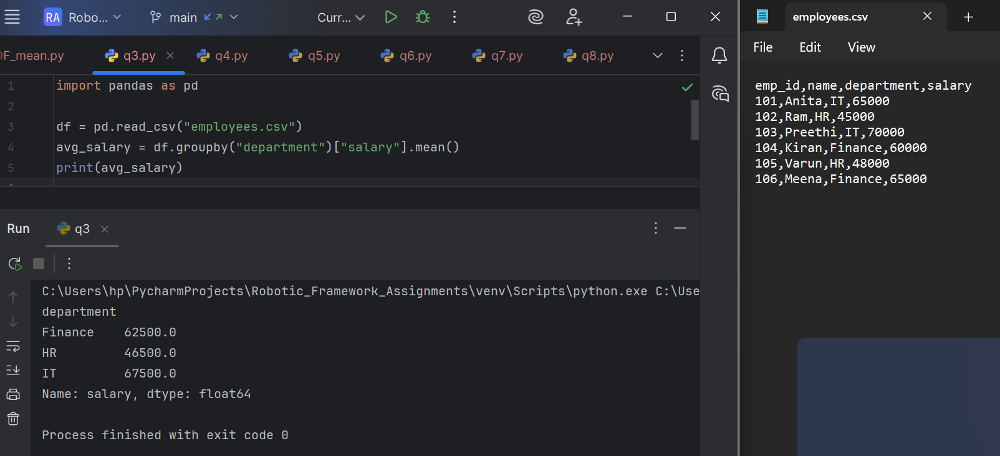 RA Robo... main Curr...
DF_mean.py q3.py q4.py q5.py q6.py q7.py q8.py
1 import pandas as pd
2
3 df = pd.read_csv("employees.csv")
4 avg_salary = df.groupby("department")["salary"].mean()
5 print(avg_salary)
Run q3
C:\Users\hp\PycharmProjects\Robotic_Framework_Assignments\venv\Scripts\python.exe C:\Use
department
Finance 62500.0
HR 46500.0
IT 67500.0
Name: salary, dtype: float64
Process finished with exit code 0
employees.csv
File Edit View
emp_id,name,department,salary
101,Anita,IT,65000
102,Ram,HR,45000
103,Preethi,IT,70000
104,Kiran,Finance,60000
105,Varun,HR,48000
106,Meena,Finance,65000